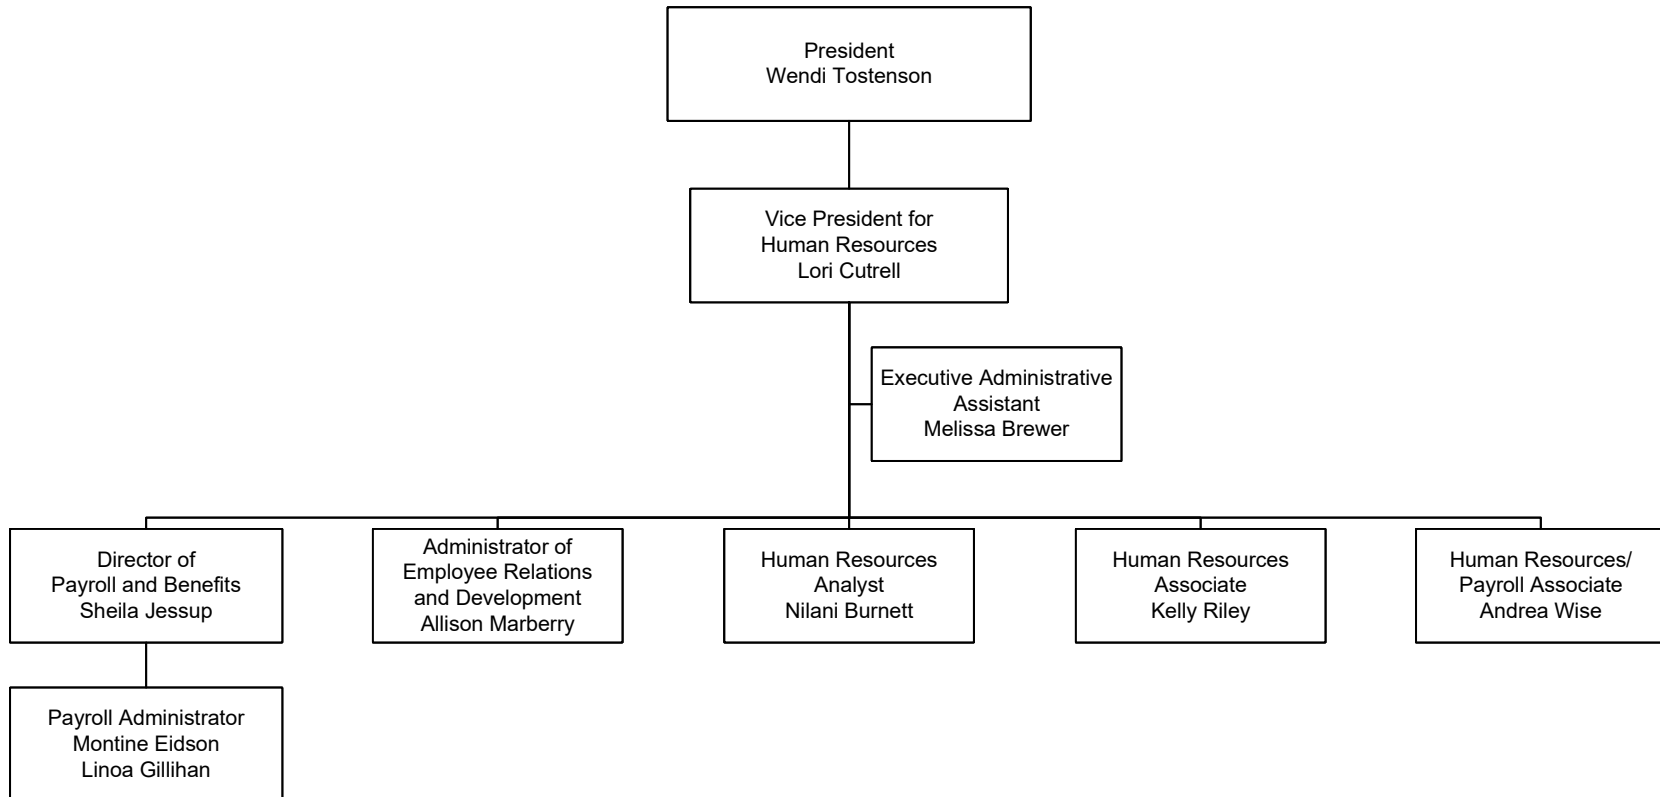 President
Wendi Tostenson
Vice President for
Human Resources
Lori Cutrell
Executive Administrative
Assistant
Melissa Brewer
Director of
Payroll and Benefits
Sheila Jessup
Administrator of
Employee Relations
and Development
Allison Marberry
Human Resources
Analyst
Nilani Burnett
Human Resources
Associate
Kelly Riley
Human Resources/
Payroll Associate
Andrea Wise
Payroll Administrator
Montine Eidson
Linoa Gillihan